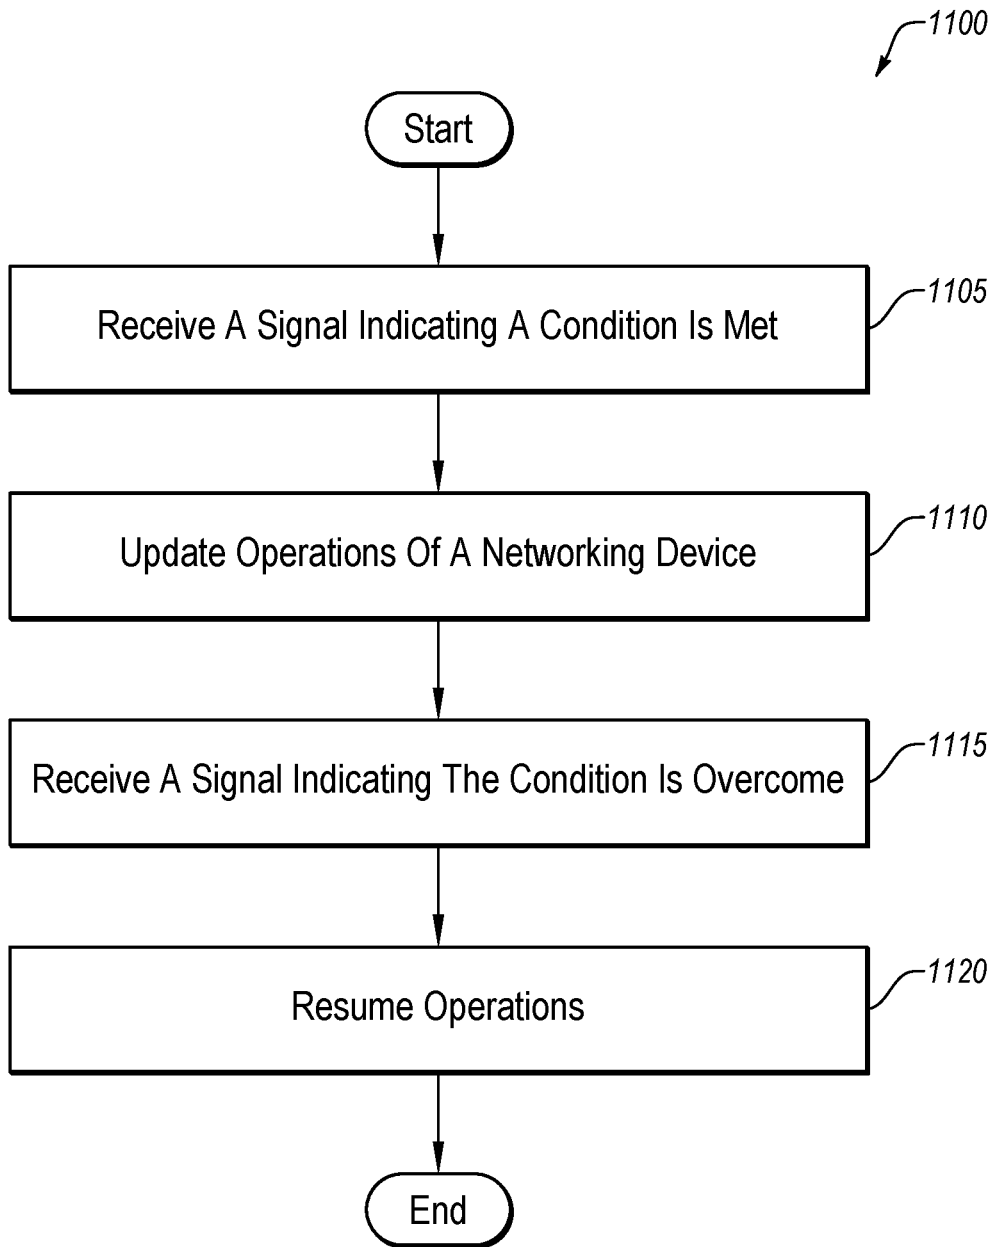 1100
Start
Receive A Signal Indicating A Condition Is Met
1105
Update Operations Of A Networking Device
1110
Receive A Signal Indicating The Condition Is Overcome
1115
Resume Operations
1120
End